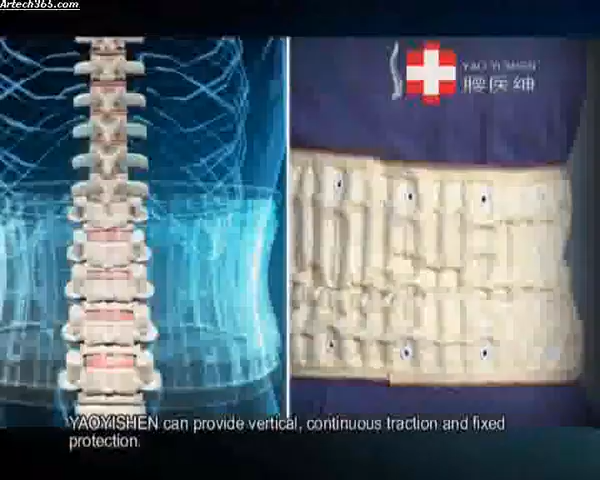 Artech365.com
YAO YI SHEN
腰医绅
YAOYISHEN can provide vertical, continuous traction and fixed
protection.